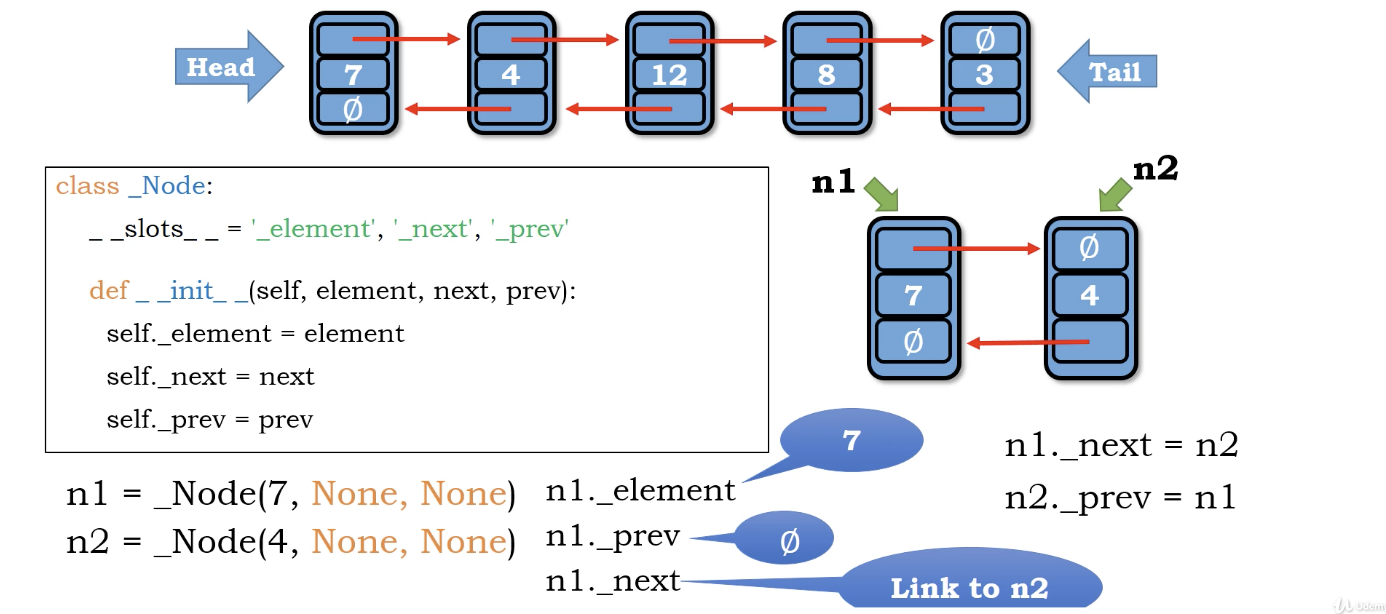 Head
Ø
7 4 12 8 3
Ø
Tail
class _Node:
_ _slots_ _ = '_element', '_next', '_prev'
def _ _init_ _(self, element, next, prev):
self._element = element
self._next = next
self._prev = prev
n1
n2
Ø
7 4
Ø
n1 = _Node(7, None, None)
n2 = _Node(4, None, None)
n1._element
7
n1._prev
Ø
n1._next
Link to n2
n1._next = n2
n2._prev = n1
Udemy